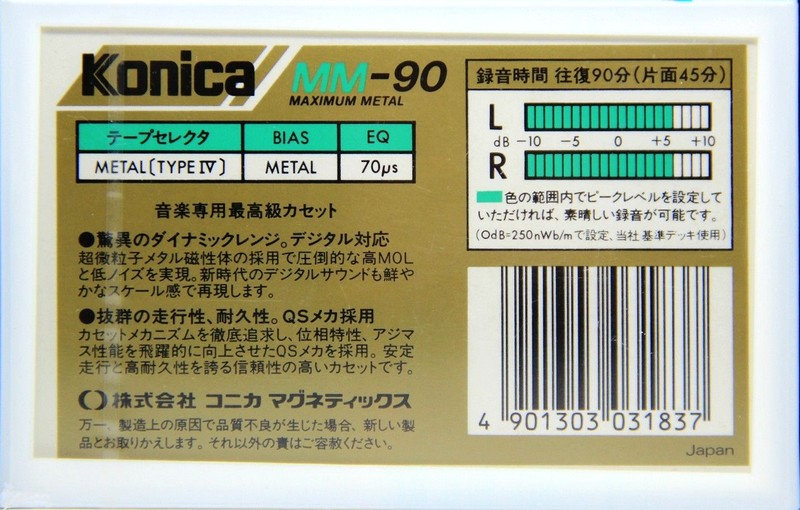 Konica MM-90
MAXIMUM METAL
テープセレクタ BIAS EQ
METAL(TYPE Ⅳ) METAL 70μs
音楽専用最高級カセット
●驚異のダイナミックレンジ。デジタル対応
超微粒子メタル磁性体の採用で圧倒的な高MOL
と低ノイズを実現。新時代のデジタルサウンドも鮮や
かなスケール感で再現します。
●抜群の走行性、耐久性。QSメカ採用
カセットメカニズムを徹底追求し、位相特性、アジマ
ス性能を飛躍的に向上させたQSメカを採用。安定
走行と高耐久性を誇る信頼性の高いカセットです。
株式会社 コニカ マグネティックス
万一、製造上の原因で品質不良が生じた場合、新しい製
品とお取りかえします。それ以外の責はご容赦ください。
録音時間 往復90分(片面45分)
L
dB −10 −5 0 +5 +10
R
色の範囲内でピークレベルを設定して
いただければ、素晴しい録音が可能です。
(OdB=250nWb/mで設定、当社基準デッキ使用)
4 901303 031837
Japan